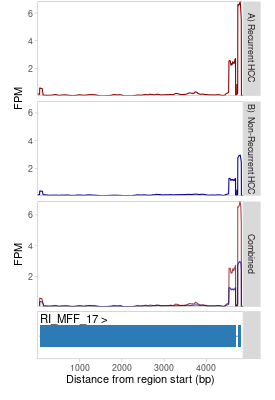 6
4
2
A) Recurrent HCC
FPM
6
4
2
B) Non-Recurrent HCC
6
4
2
FPM
Combined
RI_MFF_17 >
1000 2000 3000 4000
Distance from region start (bp)